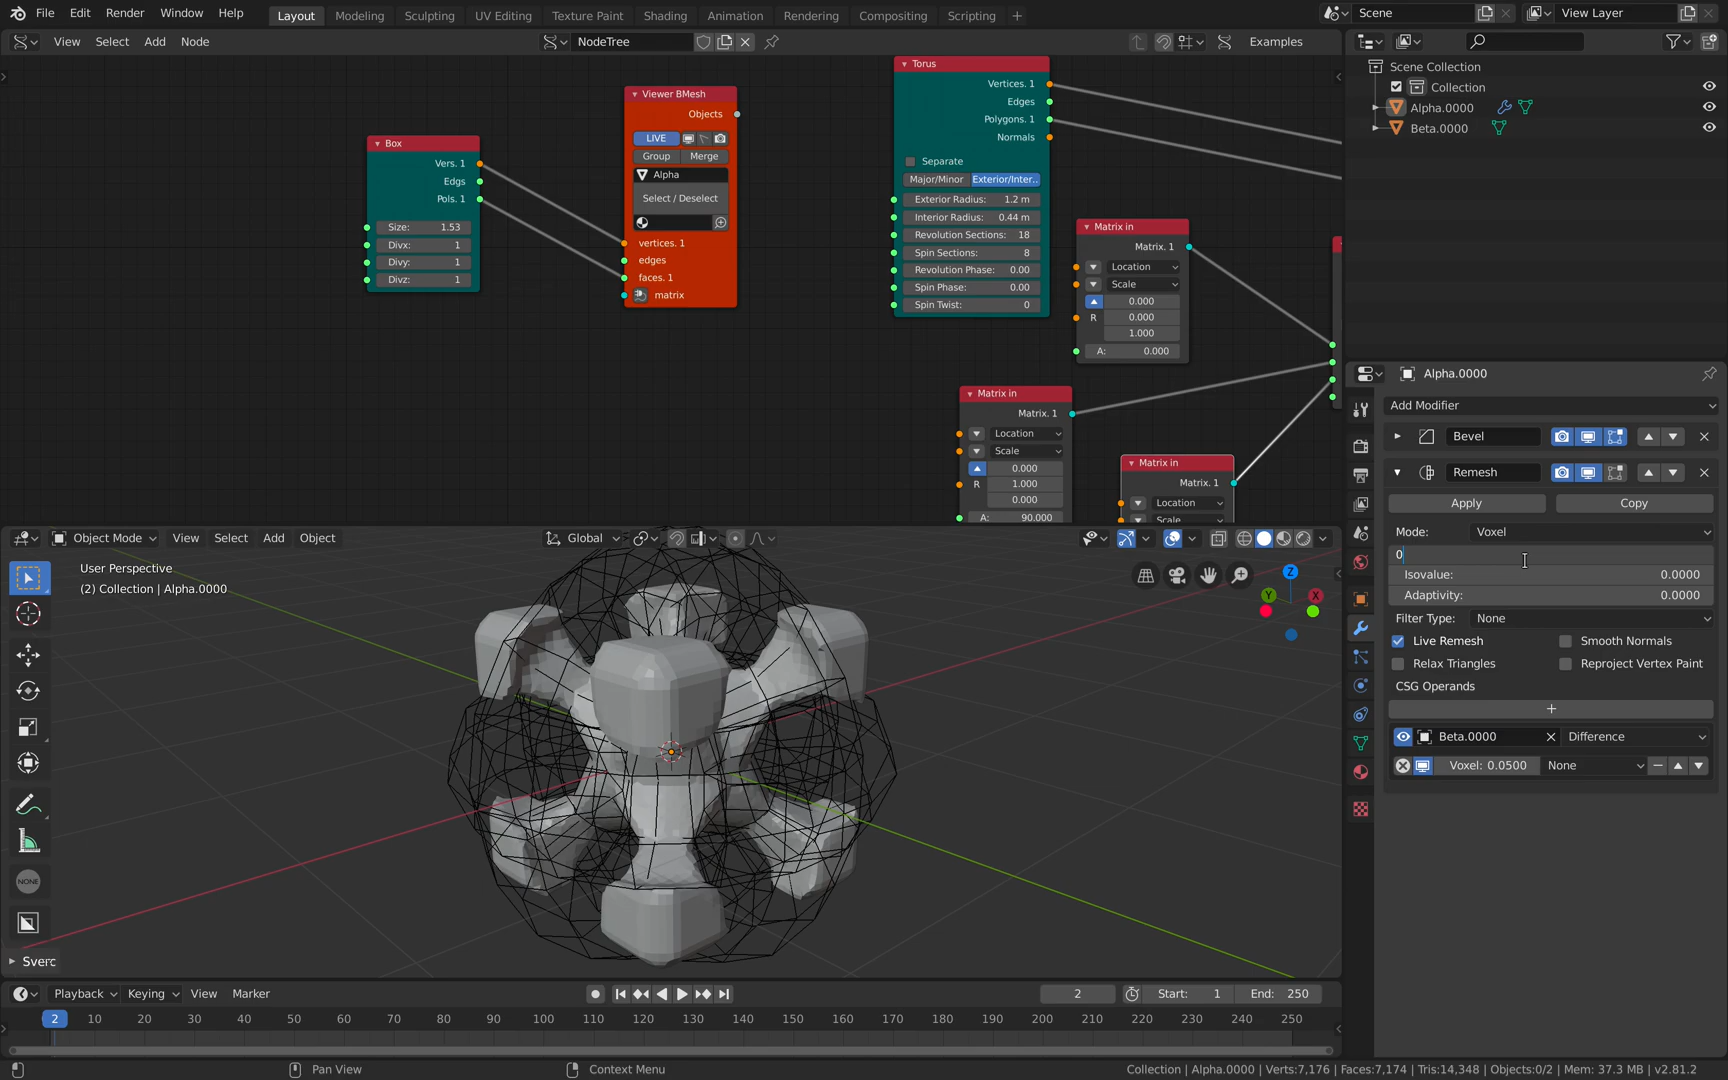 File Edit Render Window Help
Layout Modeling Sculpting UV Editing Texture Paint Shading Animation Rendering Compositing Scripting +
Scene
View Layer
View Select Add Node
NodeTree
Examples
Scene Collection
Collection
Alpha.0000
Beta.0000
Box
Vers. 1
Edgs
Pols. 1
Size: 1.53
Divx: 1
Divy: 1
Divz: 1
Viewer BMesh
Objects
LIVE
Group Merge
Alpha
Select / Deselect
vertices. 1
edges
faces. 1
matrix
Torus
Vertices. 1
Edges
Polygons. 1
Normals
Separate
Major/Minor Exterior/Inter..
Exterior Radius: 1.2 m
Interior Radius: 0.44 m
Revolution Sections: 18
Spin Sections: 8
Revolution Phase: 0.00
Spin Phase: 0.00
Spin Twist: 0
Matrix in
Matrix. 1
Location
Scale
0.000
R 0.000
1.000
A: 0.000
Matrix in
Matrix. 1
Location
Scale
0.000
R 1.000
0.000
A: 90.000
Matrix in
Matrix. 1
Location
Scale
Alpha.0000
Add Modifier
Bevel
Remesh
Apply Copy
Mode: Voxel
0
Isovalue: 0.0000
Adaptivity: 0.0000
Filter Type: None
Live Remesh Smooth Normals
Relax Triangles Reproject Vertex Paint
CSG Operands
+
Beta.0000 Difference
Voxel: 0.0500 None
Object Mode View Select Add Object
Global
User Perspective
(2) Collection | Alpha.0000
Z
Y X
NONE
Sverc
Playback Keying View Marker
2
Start: 1
End: 250
2 10 20 30 40 50 60 70 80 90 100 110 120 130 140 150 160 170 180 190 200 210 220 230 240 250
Pan View
Context Menu
Collection | Alpha.0000 | Verts:7,176 | Faces:7,174 | Tris:14,348 | Objects:0/2 | Mem: 37.3 MB | v2.81.2